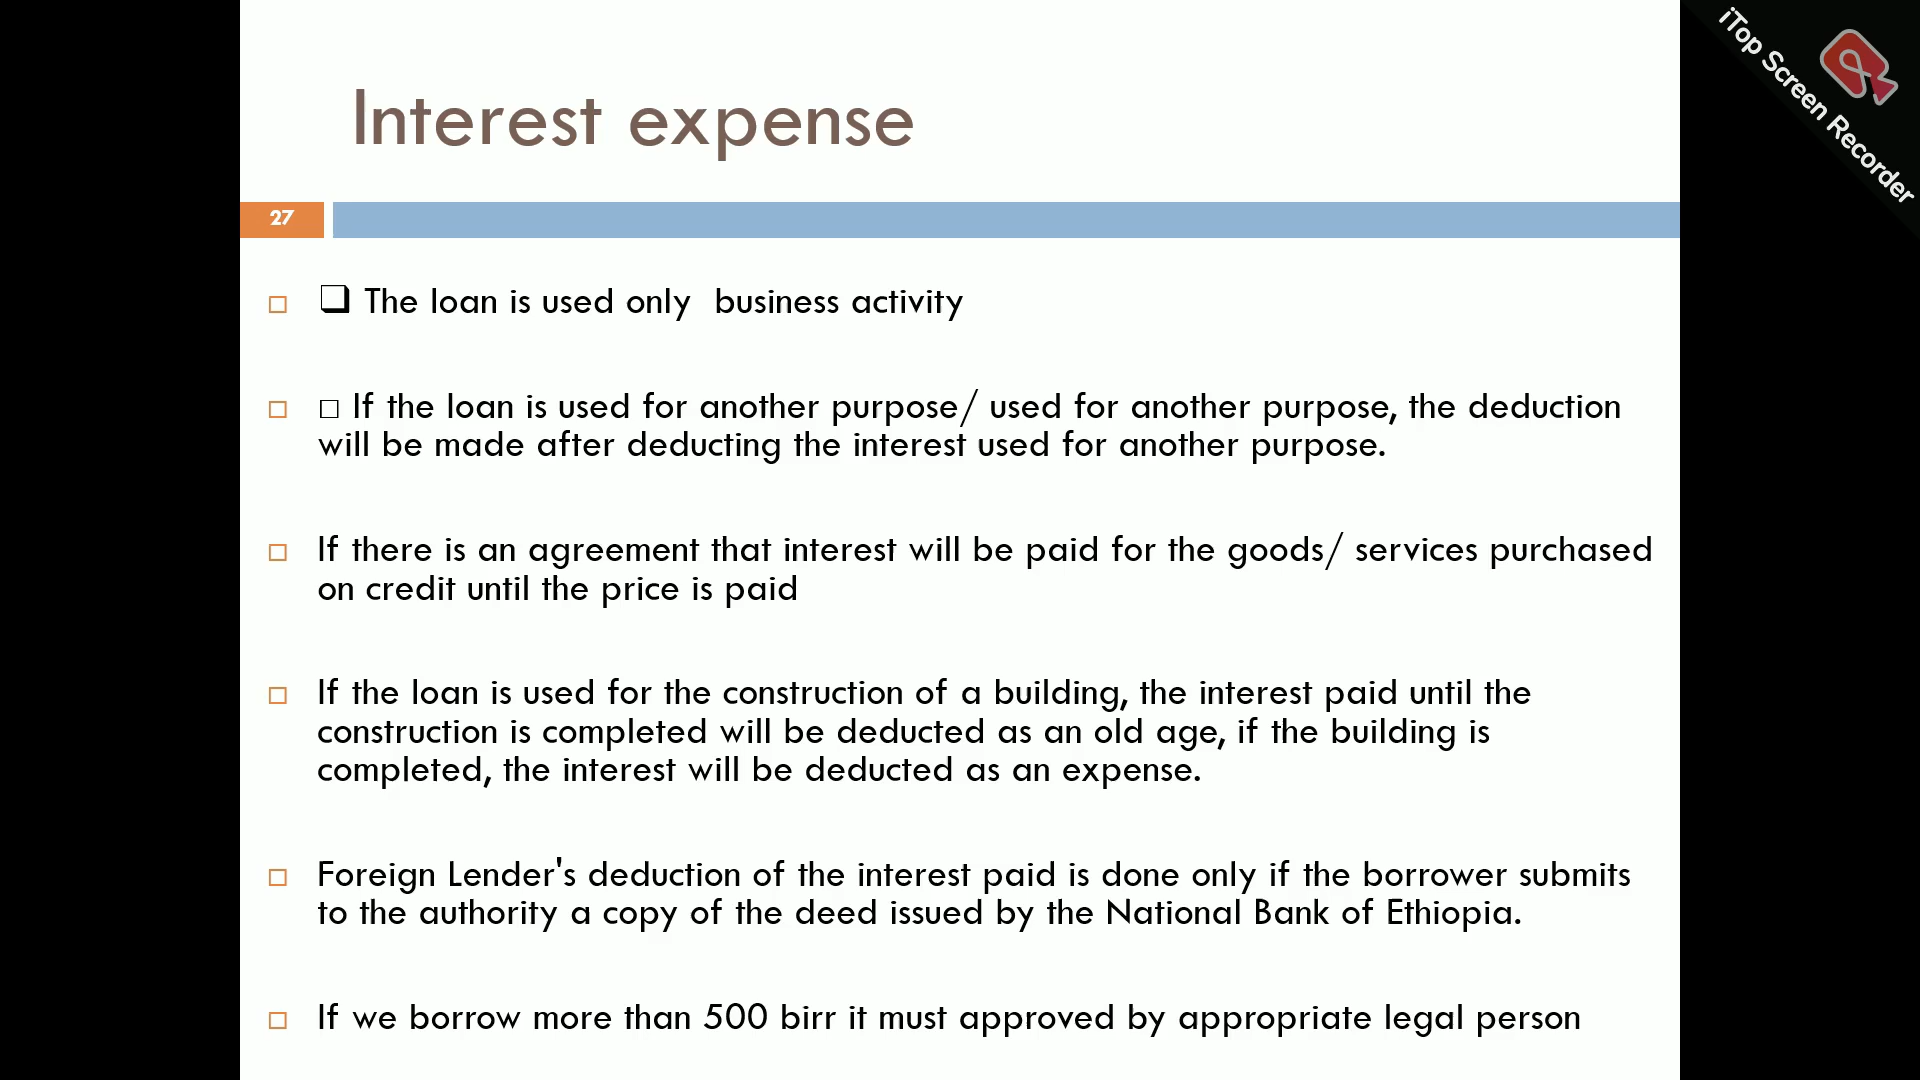 Interest expense
iTop Screen Recorder
27
❑ The loan is used only business activity
□ If the loan is used for another purpose/ used for another purpose, the deduction
will be made after deducting the interest used for another purpose.
If there is an agreement that interest will be paid for the goods/ services purchased
on credit until the price is paid
If the loan is used for the construction of a building, the interest paid until the
construction is completed will be deducted as an old age, if the building is
completed, the interest will be deducted as an expense.
Foreign Lender's deduction of the interest paid is done only if the borrower submits
to the authority a copy of the deed issued by the National Bank of Ethiopia.
If we borrow more than 500 birr it must approved by appropriate legal person